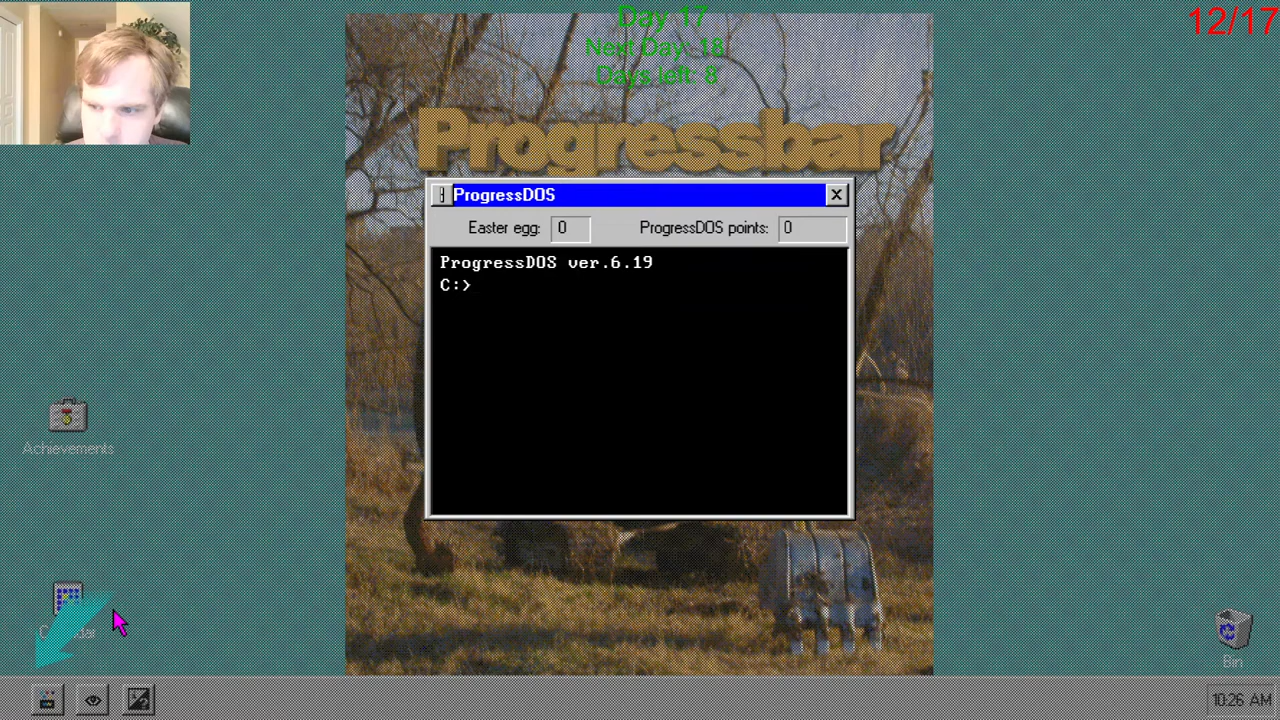 12/17
Day 17
Next Day: 18
Days left: 8
Progressbar
ProgressDOS
Easter egg: 0
ProgressDOS points: 0
ProgressDOS ver.6.19
C:>
Achievements
Bin
10:26 AM